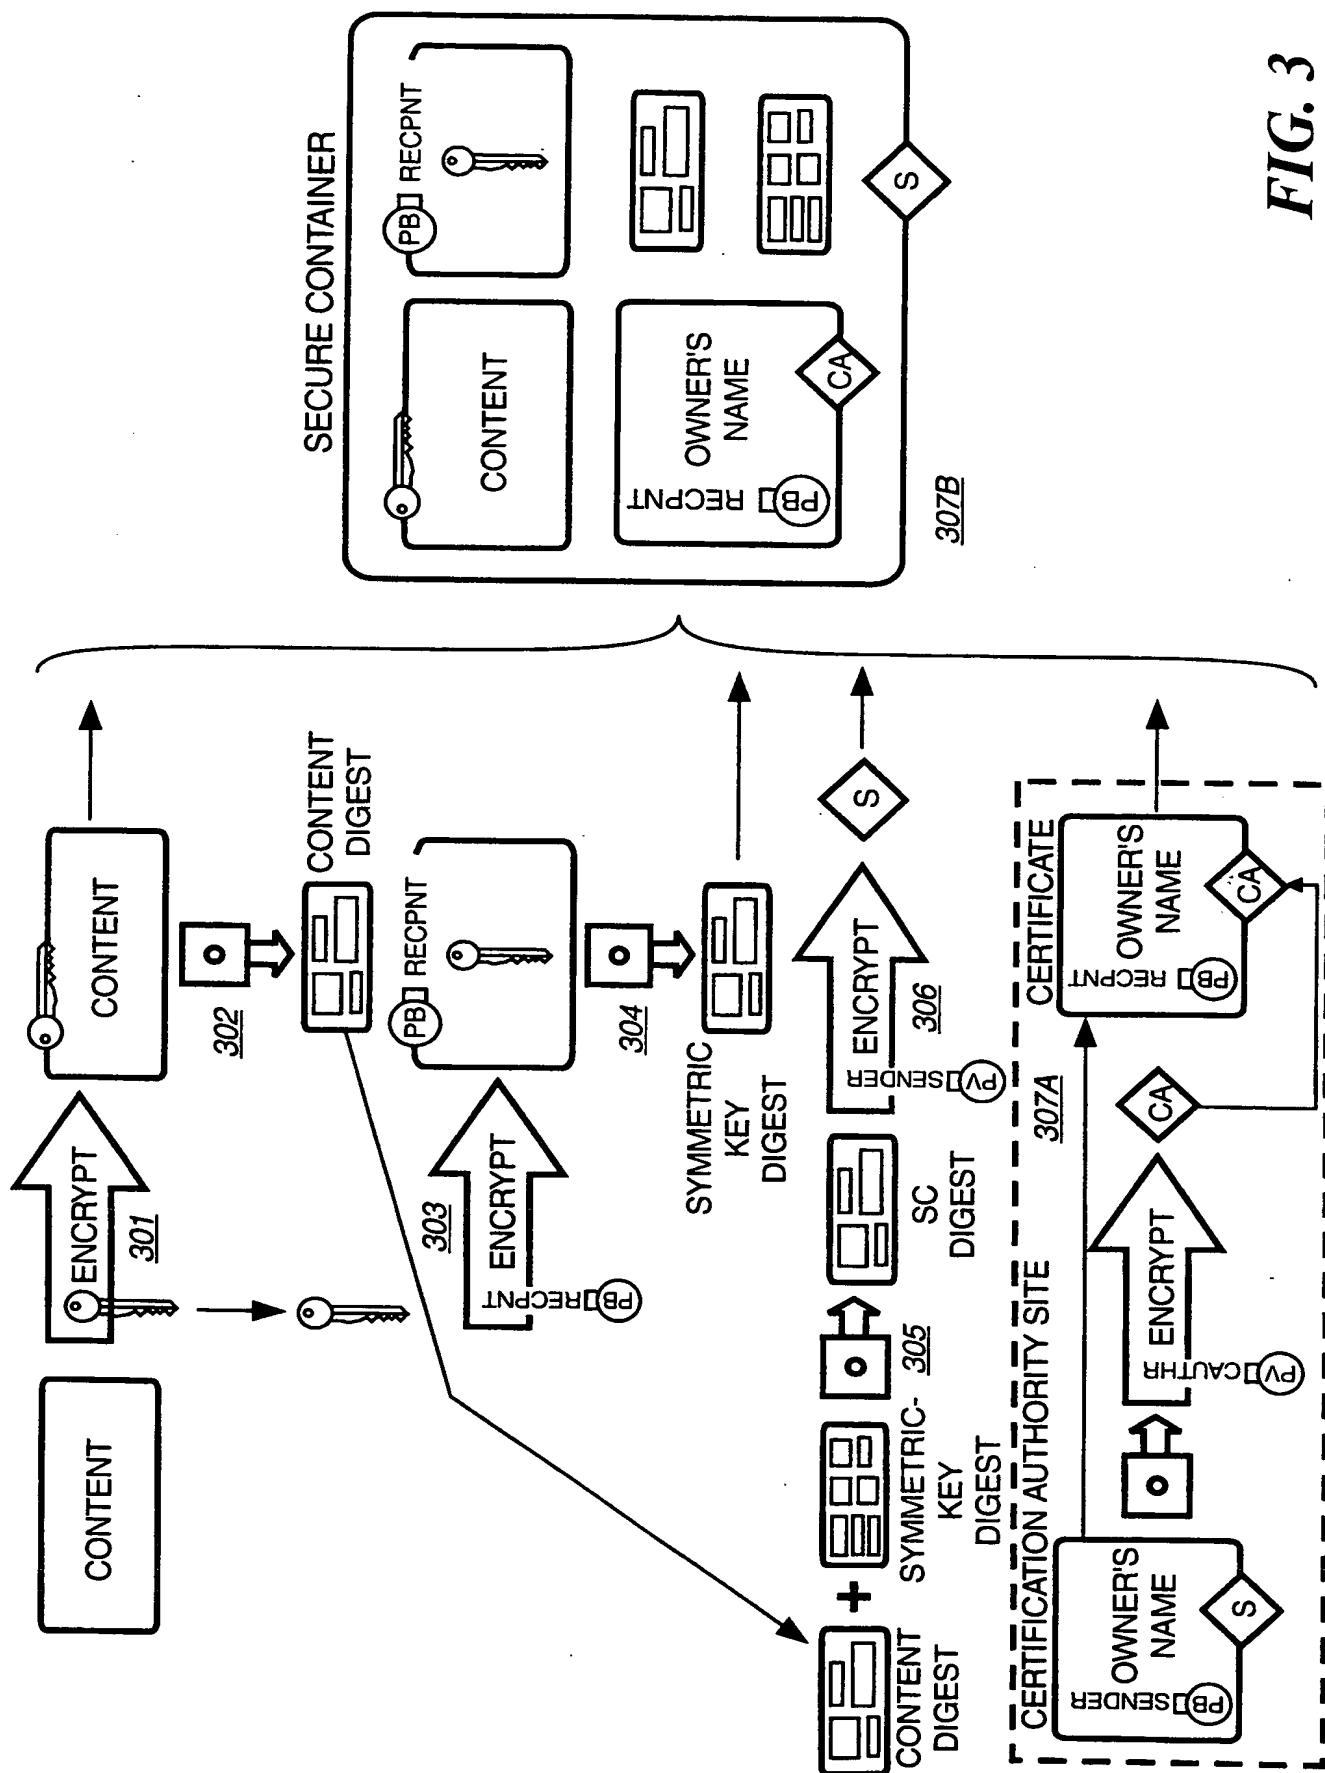 CONTENT
ENCRYPT
301
CONTENT
302
CONTENT
DIGEST
303
ENCRYPT
RECPNT
PB
PB
RECPNT
304
SYMMETRIC
KEY
DIGEST
CONTENT
DIGEST
+
SYMMETRIC-
KEY
DIGEST
305
SC
DIGEST
ENCRYPT
306
SENDER
PV
S
CERTIFICATION AUTHORITY SITE
307A
CERTIFICATE
SENDER
PB
OWNER'S
NAME
S
ENCRYPT
CAUTHR
PV
CA
RECPNT
PB
OWNER'S
NAME
CA
SECURE CONTAINER
CONTENT
PB
RECPNT
RECPNT
PB
OWNER'S
NAME
CA
S
307B
FIG. 3